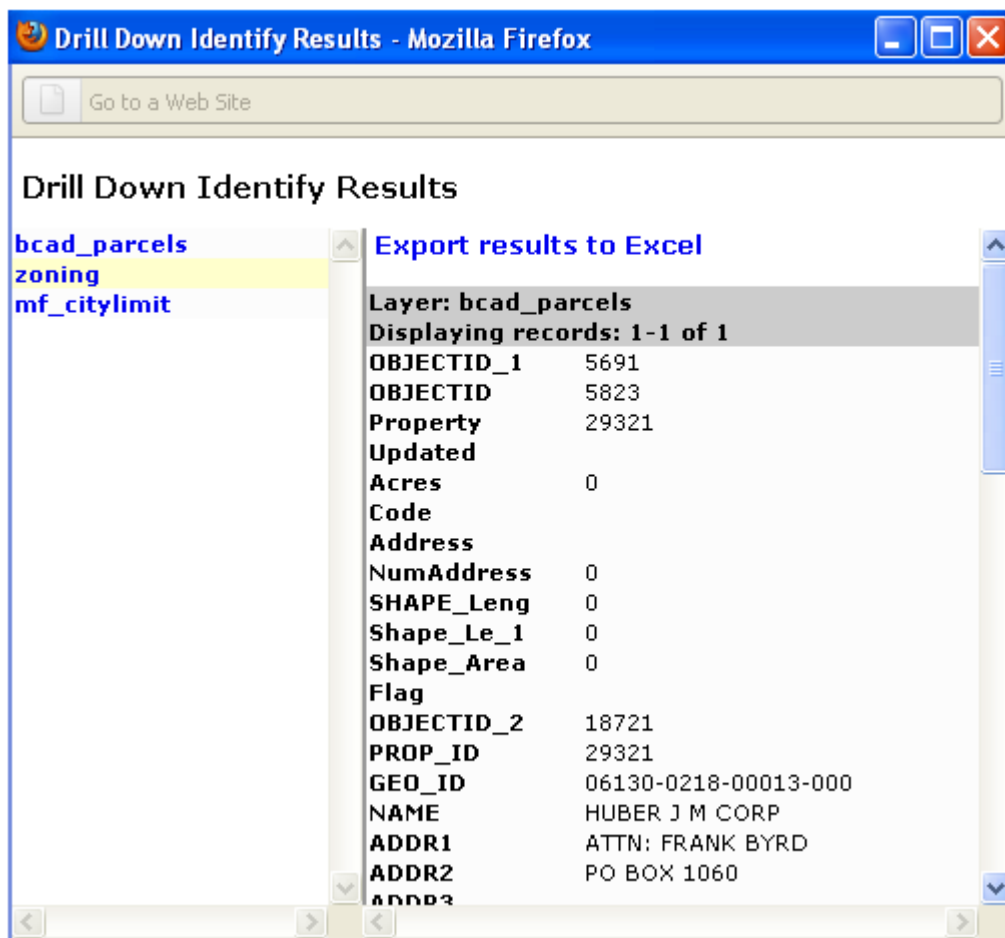 Drill Down Identify Results - Mozilla Firefox
Go to a Web Site
Drill Down Identify Results
bcad_parcels
zoning
mf_citylimit
Export results to Excel
Layer: bcad_parcels
Displaying records: 1-1 of 1
OBJECTID_1 5691
OBJECTID 5823
Property 29321
Updated
Acres 0
Code
Address
NumAddress 0
SHAPE_Leng 0
Shape_Le_1 0
Shape_Area 0
Flag
OBJECTID_2 18721
PROP_ID 29321
GEO_ID 06130-0218-00013-000
NAME HUBER J M CORP
ADDR1 ATTN: FRANK BYRD
ADDR2 PO BOX 1060
ADDR3